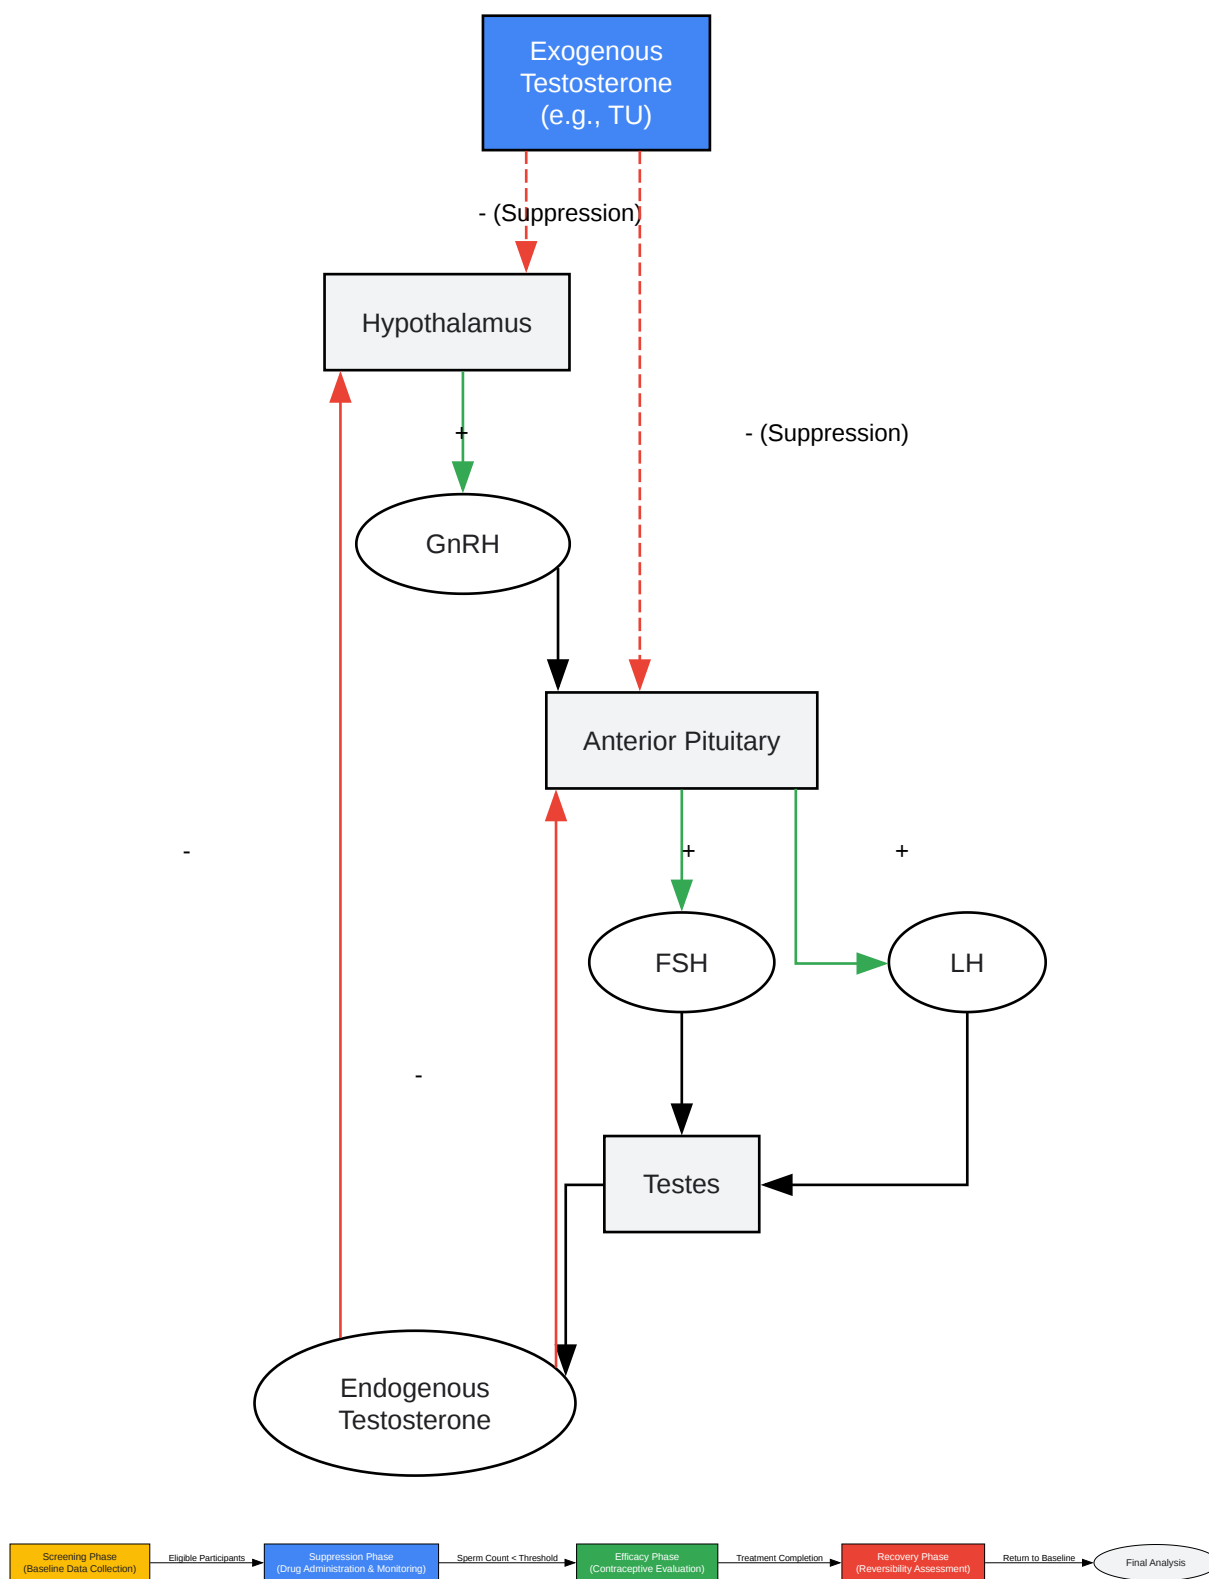 Exogenous
Testosterone
(e.g., TU)
- (Suppression)
Hypothalamus
+
- (Suppression)
GnRH
Anterior Pituitary
-
+
+
FSH
LH
-
Testes
Endogenous
Testosterone
Screening Phase
(Baseline Data Collection)
Eligible Participants
Suppression Phase
(Drug Administration & Monitoring)
Sperm Count < Threshold
Efficacy Phase
(Contraceptive Evaluation)
Treatment Completion
Recovery Phase
(Reversibility Assessment)
Return to Baseline
Final Analysis